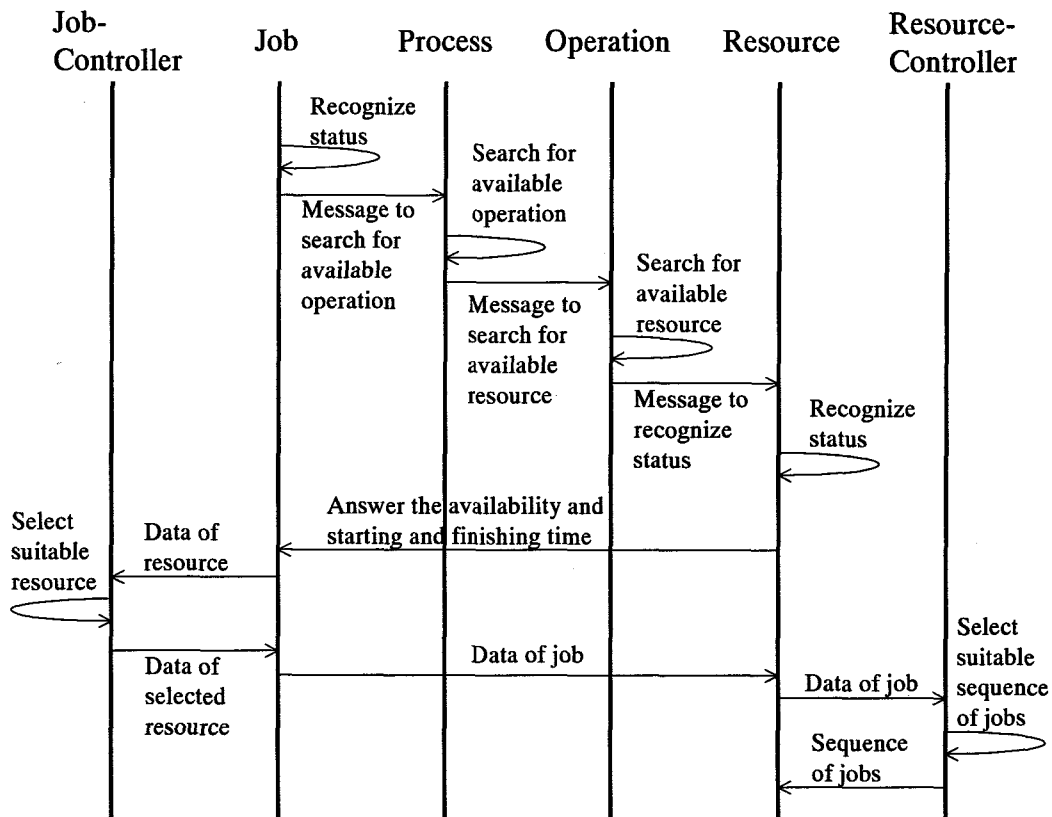 Job-
Controller
Job
Process
Operation
Resource
Resource-
Controller
Recognize
status
Search for
available
operation
Message to
search for
available
operation
Search for
available
resource
Message to
search for
available
resource
Message to
recognize
status
Recognize
status
Answer the availability and
starting and finishing time
Select
suitable
resource
Data of
resource
Data of
selected
resource
Data of job
Data of job
Select
suitable
sequence
of jobs
Sequence
of jobs